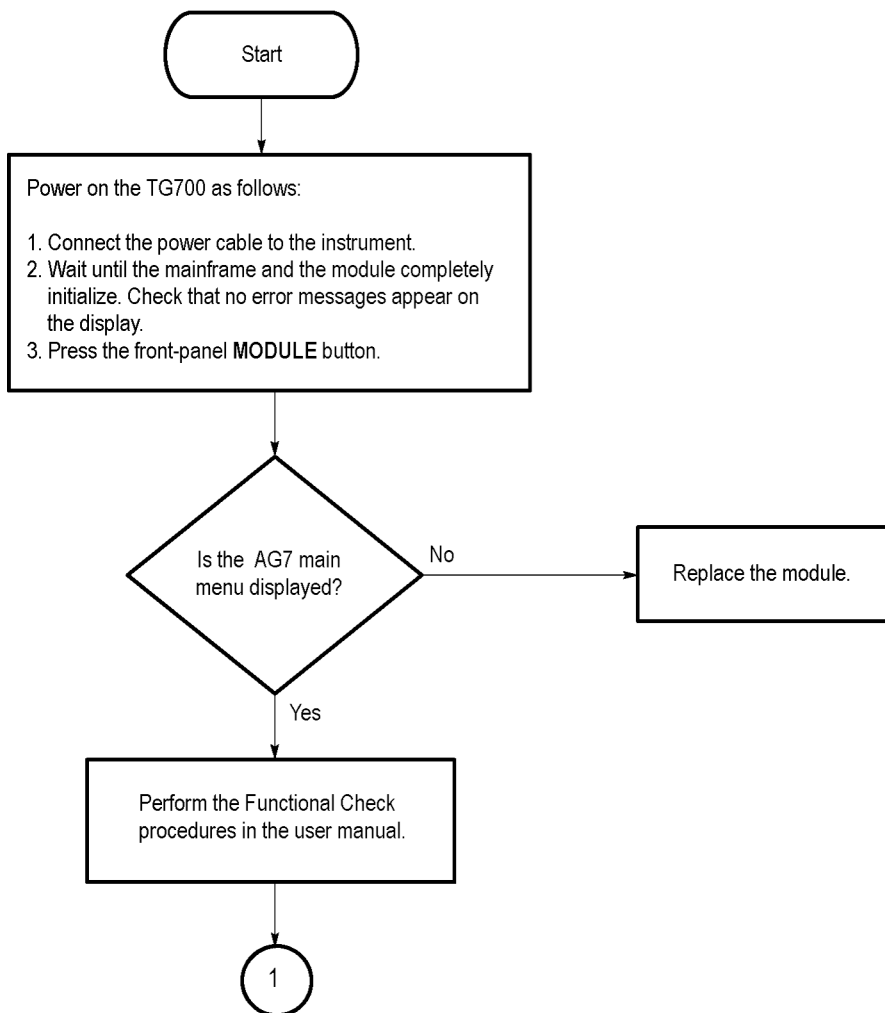 Start
Power on the TG700 as follows:
1. Connect the power cable to the instrument.
2. Wait until the mainframe and the module completely
initialize. Check that no error messages appear on
the display.
3. Press the front-panel MODULE button.
Is the AG7 main
menu displayed?
No
Replace the module.
Yes
Perform the Functional Check
procedures in the user manual.
1